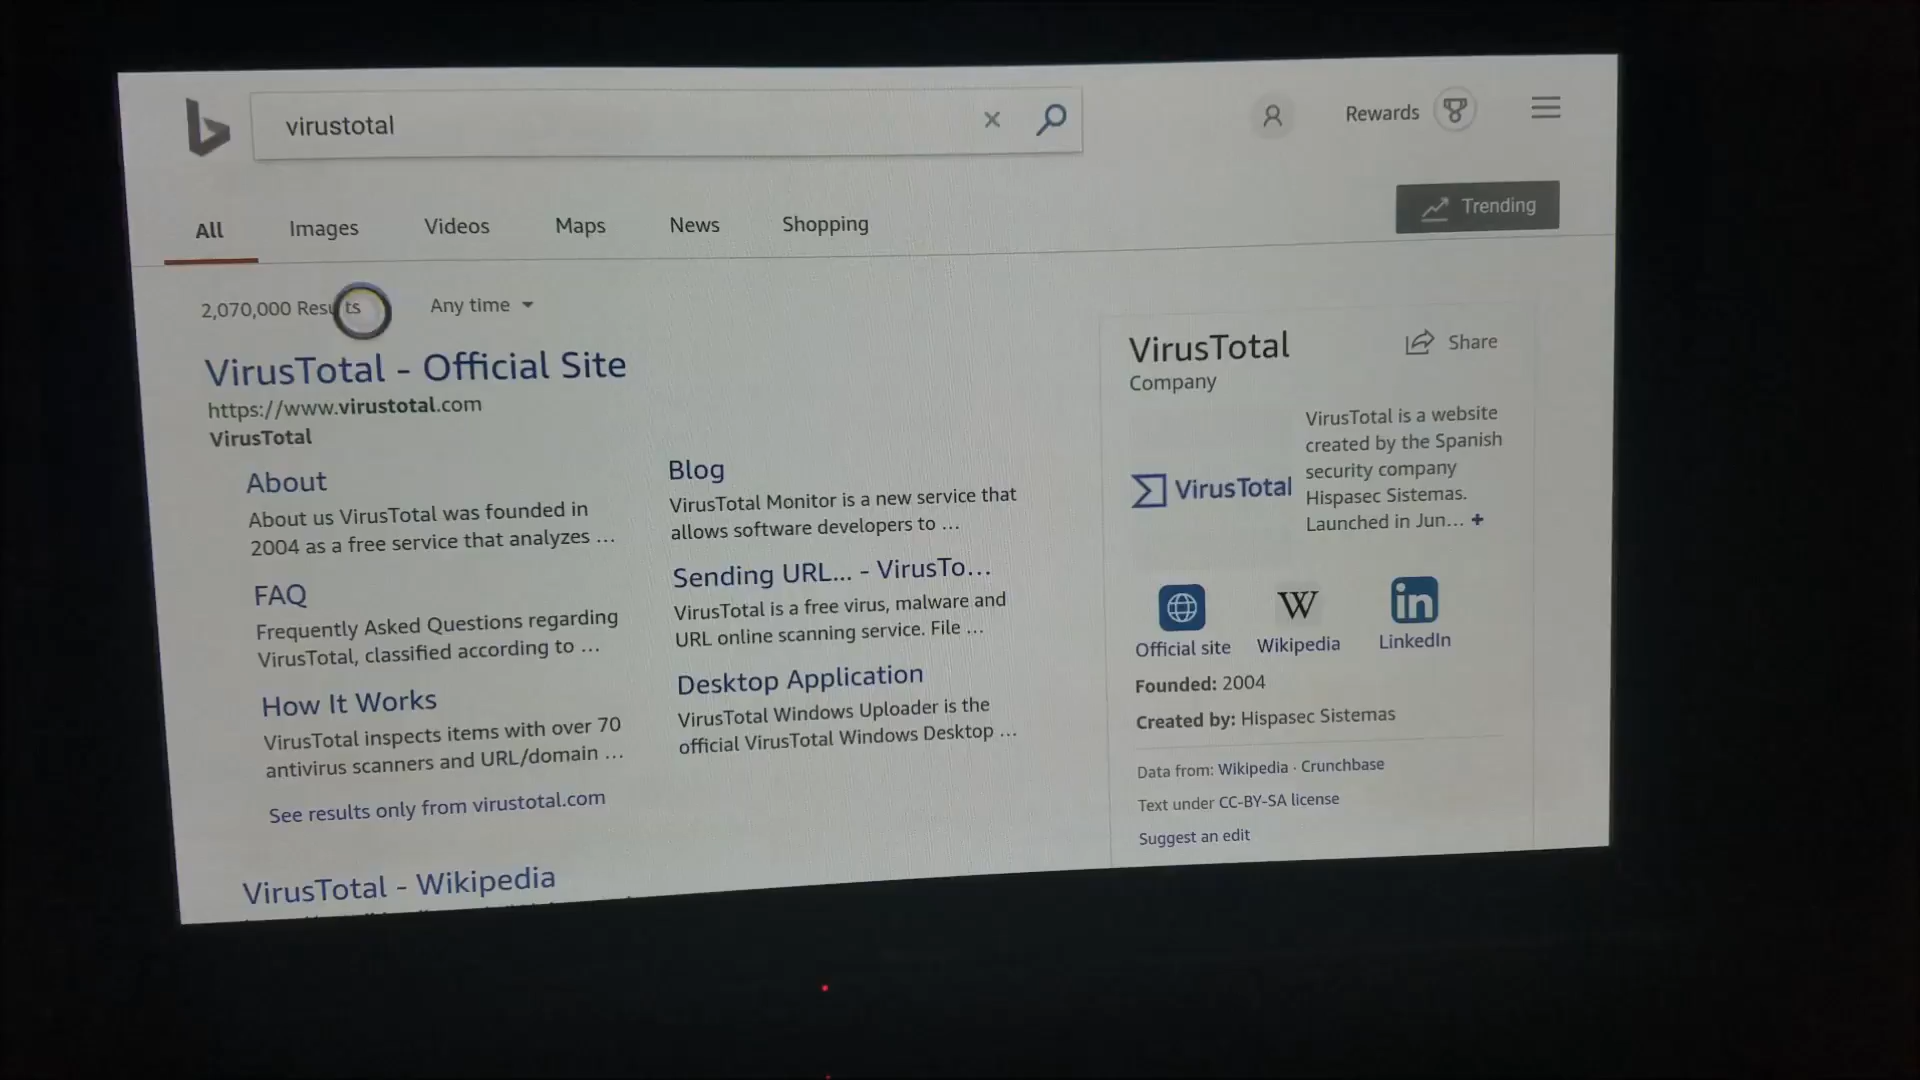 virustotal
Rewards
All
Images
Videos
Maps
News
Shopping
Trending
2,070,000 Results
Any time
VirusTotal - Official Site
https://www.virustotal.com
VirusTotal
About
About us VirusTotal was founded in
2004 as a free service that analyzes ...
FAQ
Frequently Asked Questions regarding
VirusTotal, classified according to ...
How It Works
VirusTotal inspects items with over 70
antivirus scanners and URL/domain ...
See results only from virustotal.com
Blog
VirusTotal Monitor is a new service that
allows software developers to ...
Sending URL... - VirusTo...
VirusTotal is a free virus, malware and
URL online scanning service. File ...
Desktop Application
VirusTotal Windows Uploader is the
official VirusTotal Windows Desktop ...
VirusTotal - Wikipedia
VirusTotal
Company
Share
VirusTotal
VirusTotal is a website
created by the Spanish
security company
Hispasec Sistemas.
Launched in Jun... +
Official site
W
Wikipedia
in
LinkedIn
Founded: 2004
Created by: Hispasec Sistemas
Data from: Wikipedia · Crunchbase
Text under CC-BY-SA license
Suggest an edit